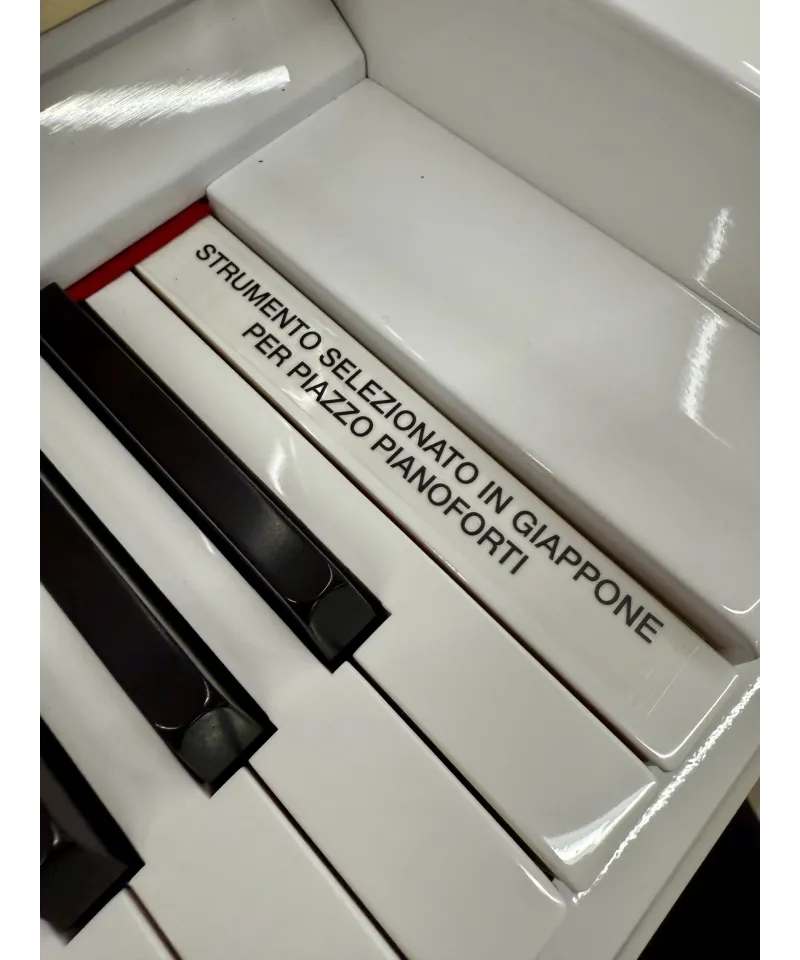 STRUMENTO SELEZIONATO IN GIAPPONE
PER PIAZZO PIANOFORTI